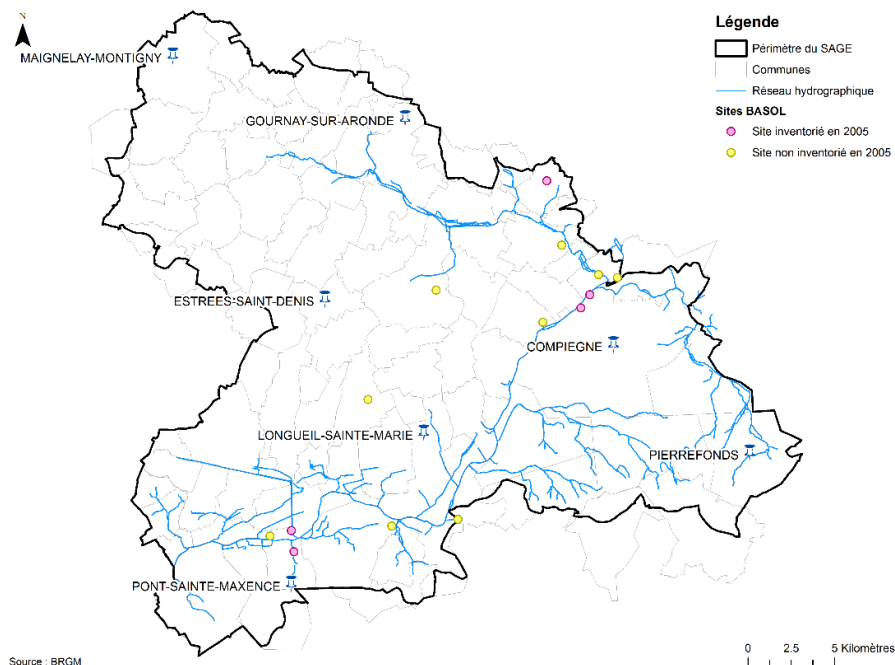 N
MAIGNELAY-MONTIGNY
GOURNAY-SUR-ARONDE
ESTREES-SAINT-DENIS
COMPIEGNE
LONGUEIL-SAINTE-MARIE
PIERREFONDS
PONT-SAINTE-MAXENCE
Légende
Périmètre du SAGE
Communes
Réseau hydrographique
Sites BASOL
Site inventorié en 2005
Site non inventorié en 2005
Source : BRGM
0 2.5 5 Kilomètres